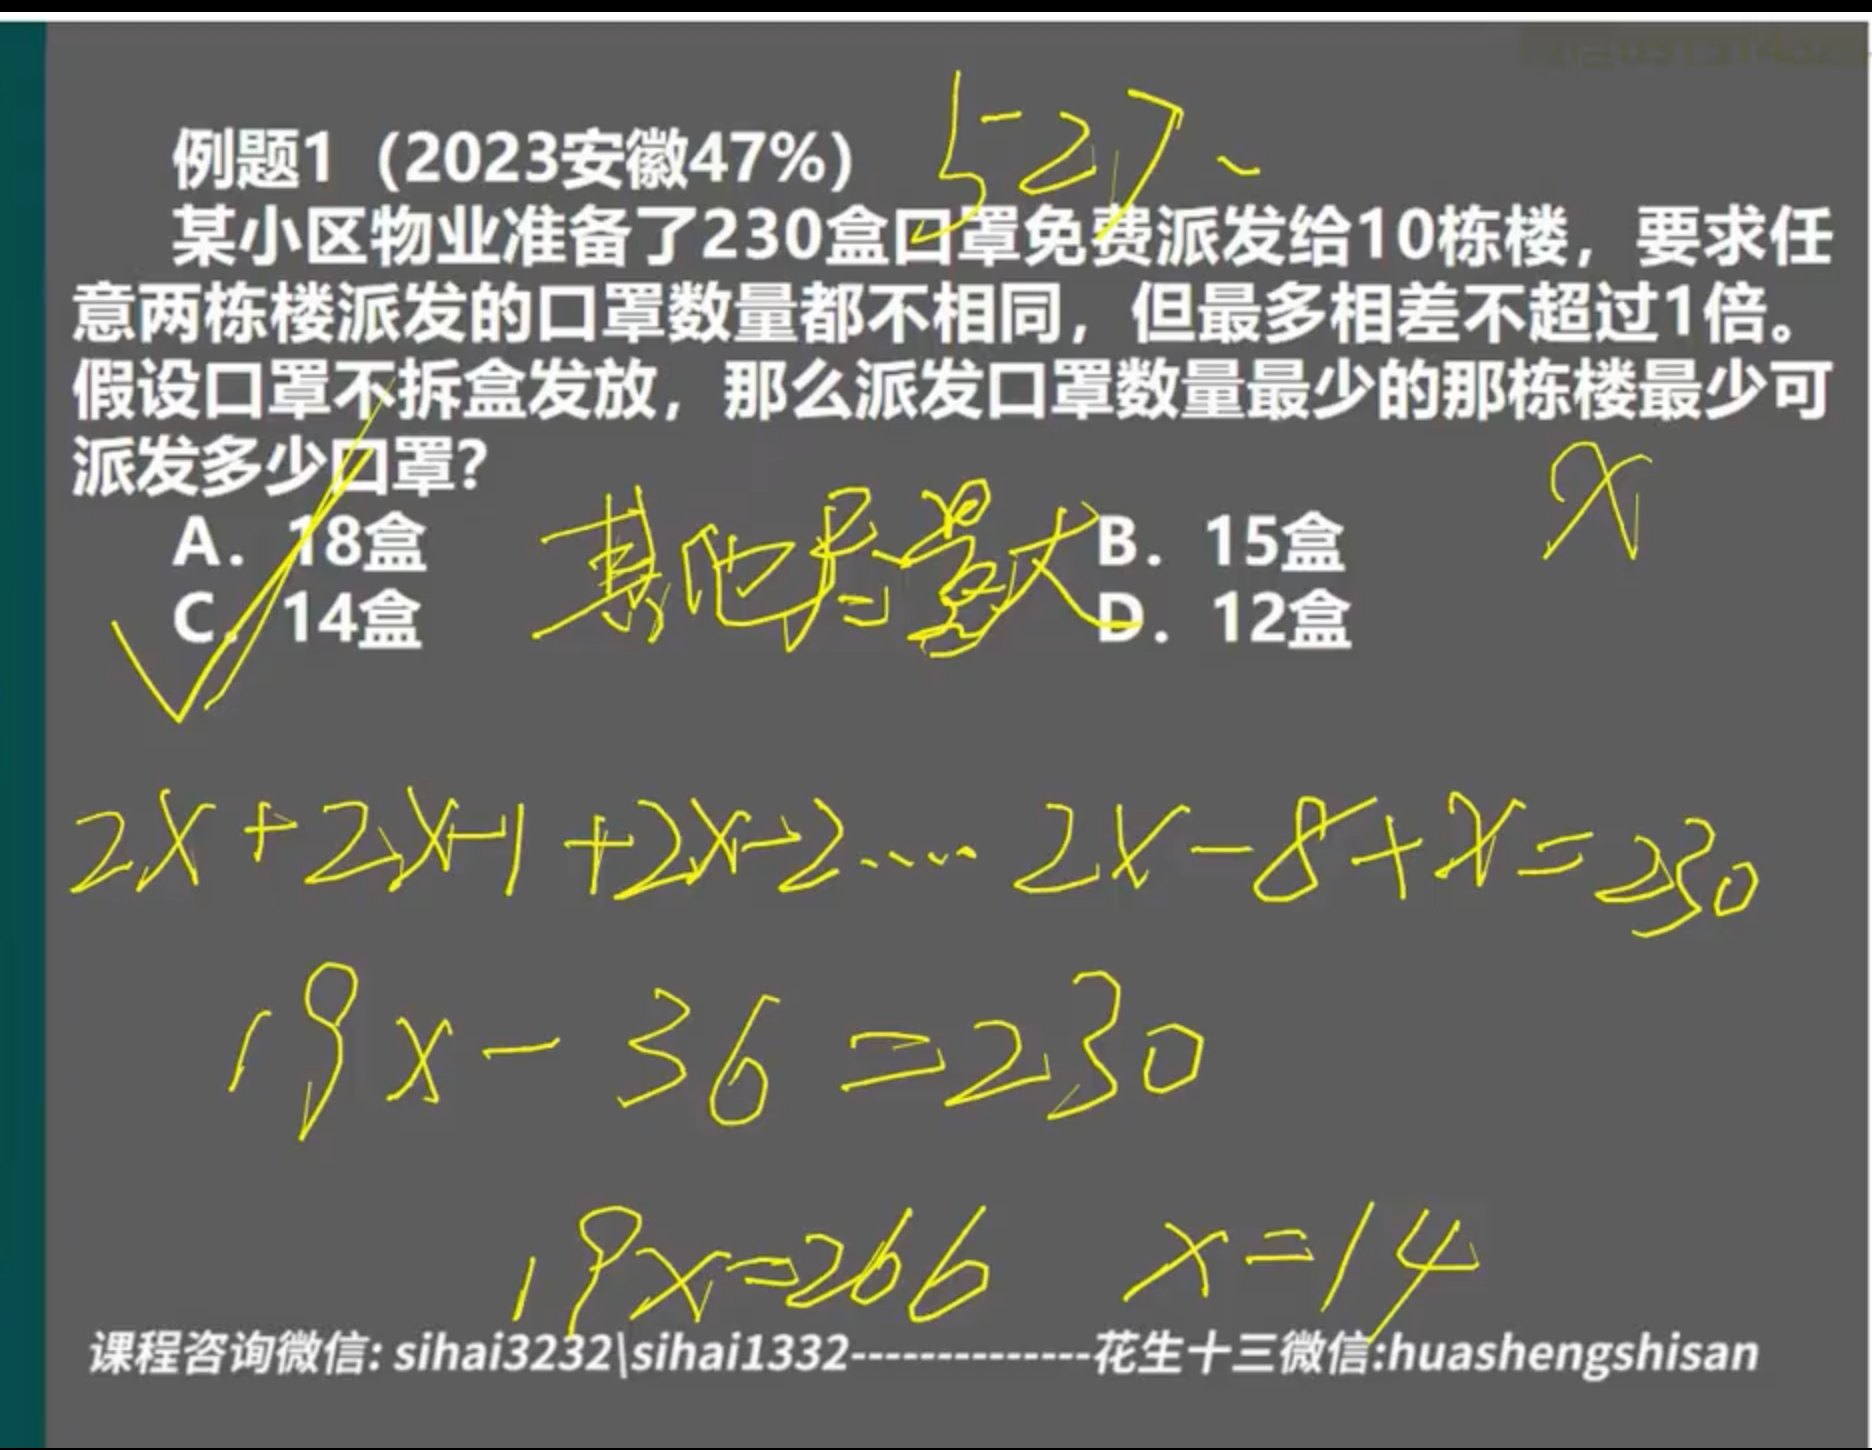 例题1（2023安徽47%） 527~
某小区物业准备了230盒口罩免费派发给10栋楼，要求任
意两栋楼派发的口罩数量都不相同，但最多相差不超过1倍。
假设口罩不拆盒发放，那么派发口罩数量最少的那栋楼最少可
派发多少口罩？
x
A．18盒 B．15盒
C．14盒 D．12盒
其他尽量大
2x+2x-1+2x-2.....2x-8+x=230
19x-36=230
19x=266 x=14
课程咨询微信: sihai3232\sihai1332--------------花生十三微信:huashengshisan